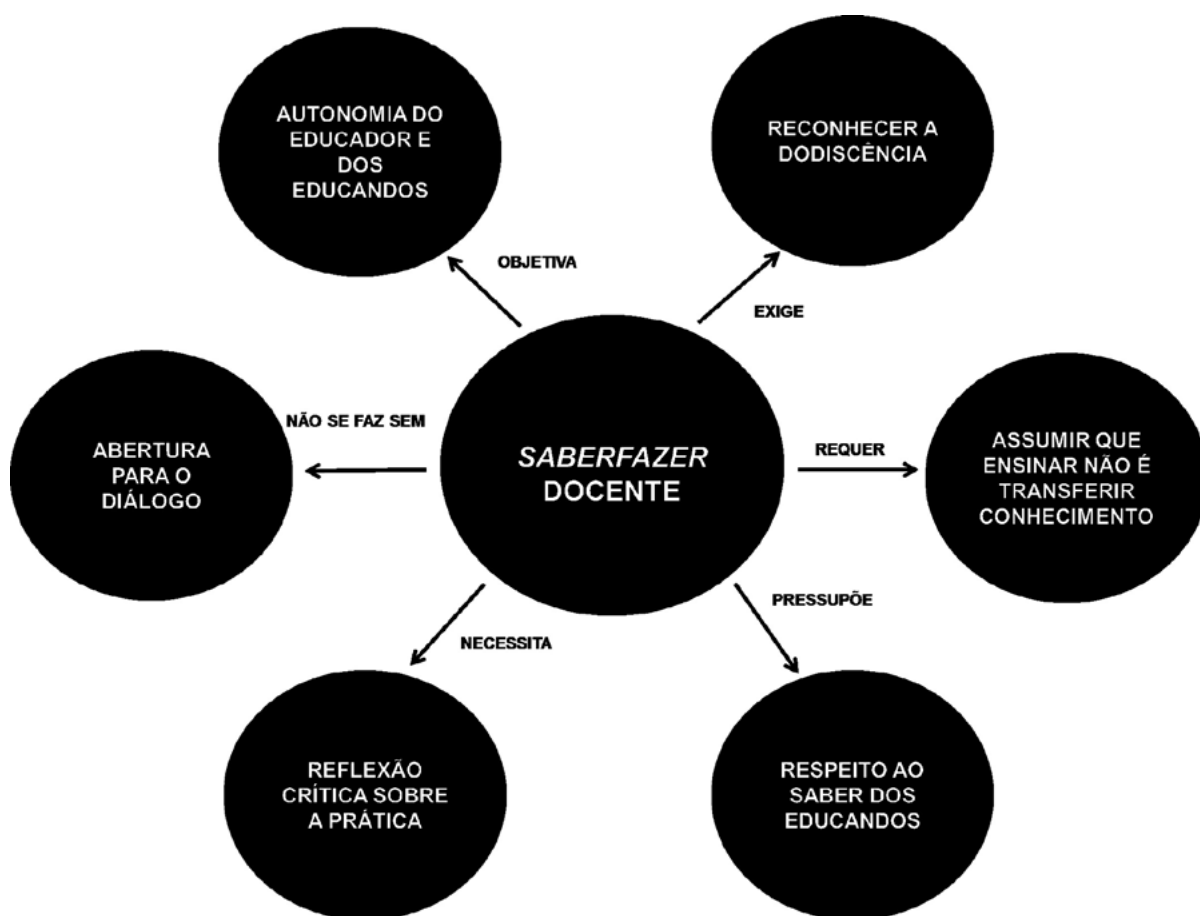 AUTONOMIA DO
EDUCADOR E
DOS
EDUCANDOS
RECONHECER A
DODISCÊNCIA
OBJETIVA
EXIGE
NÃO SE FAZ SEM
ABERTURA
PARA O
DIÁLOGO
SABERFAZER
DOCENTE
REQUER
ASSUMIR QUE
ENSINAR NÃO É
TRANSFERIR
CONHECIMENTO
NECESSITA
PRESSUPÕE
REFLEXÃO
CRÍTICA SOBRE
A PRÁTICA
RESPEITO AO
SABER DOS
EDUCANDOS